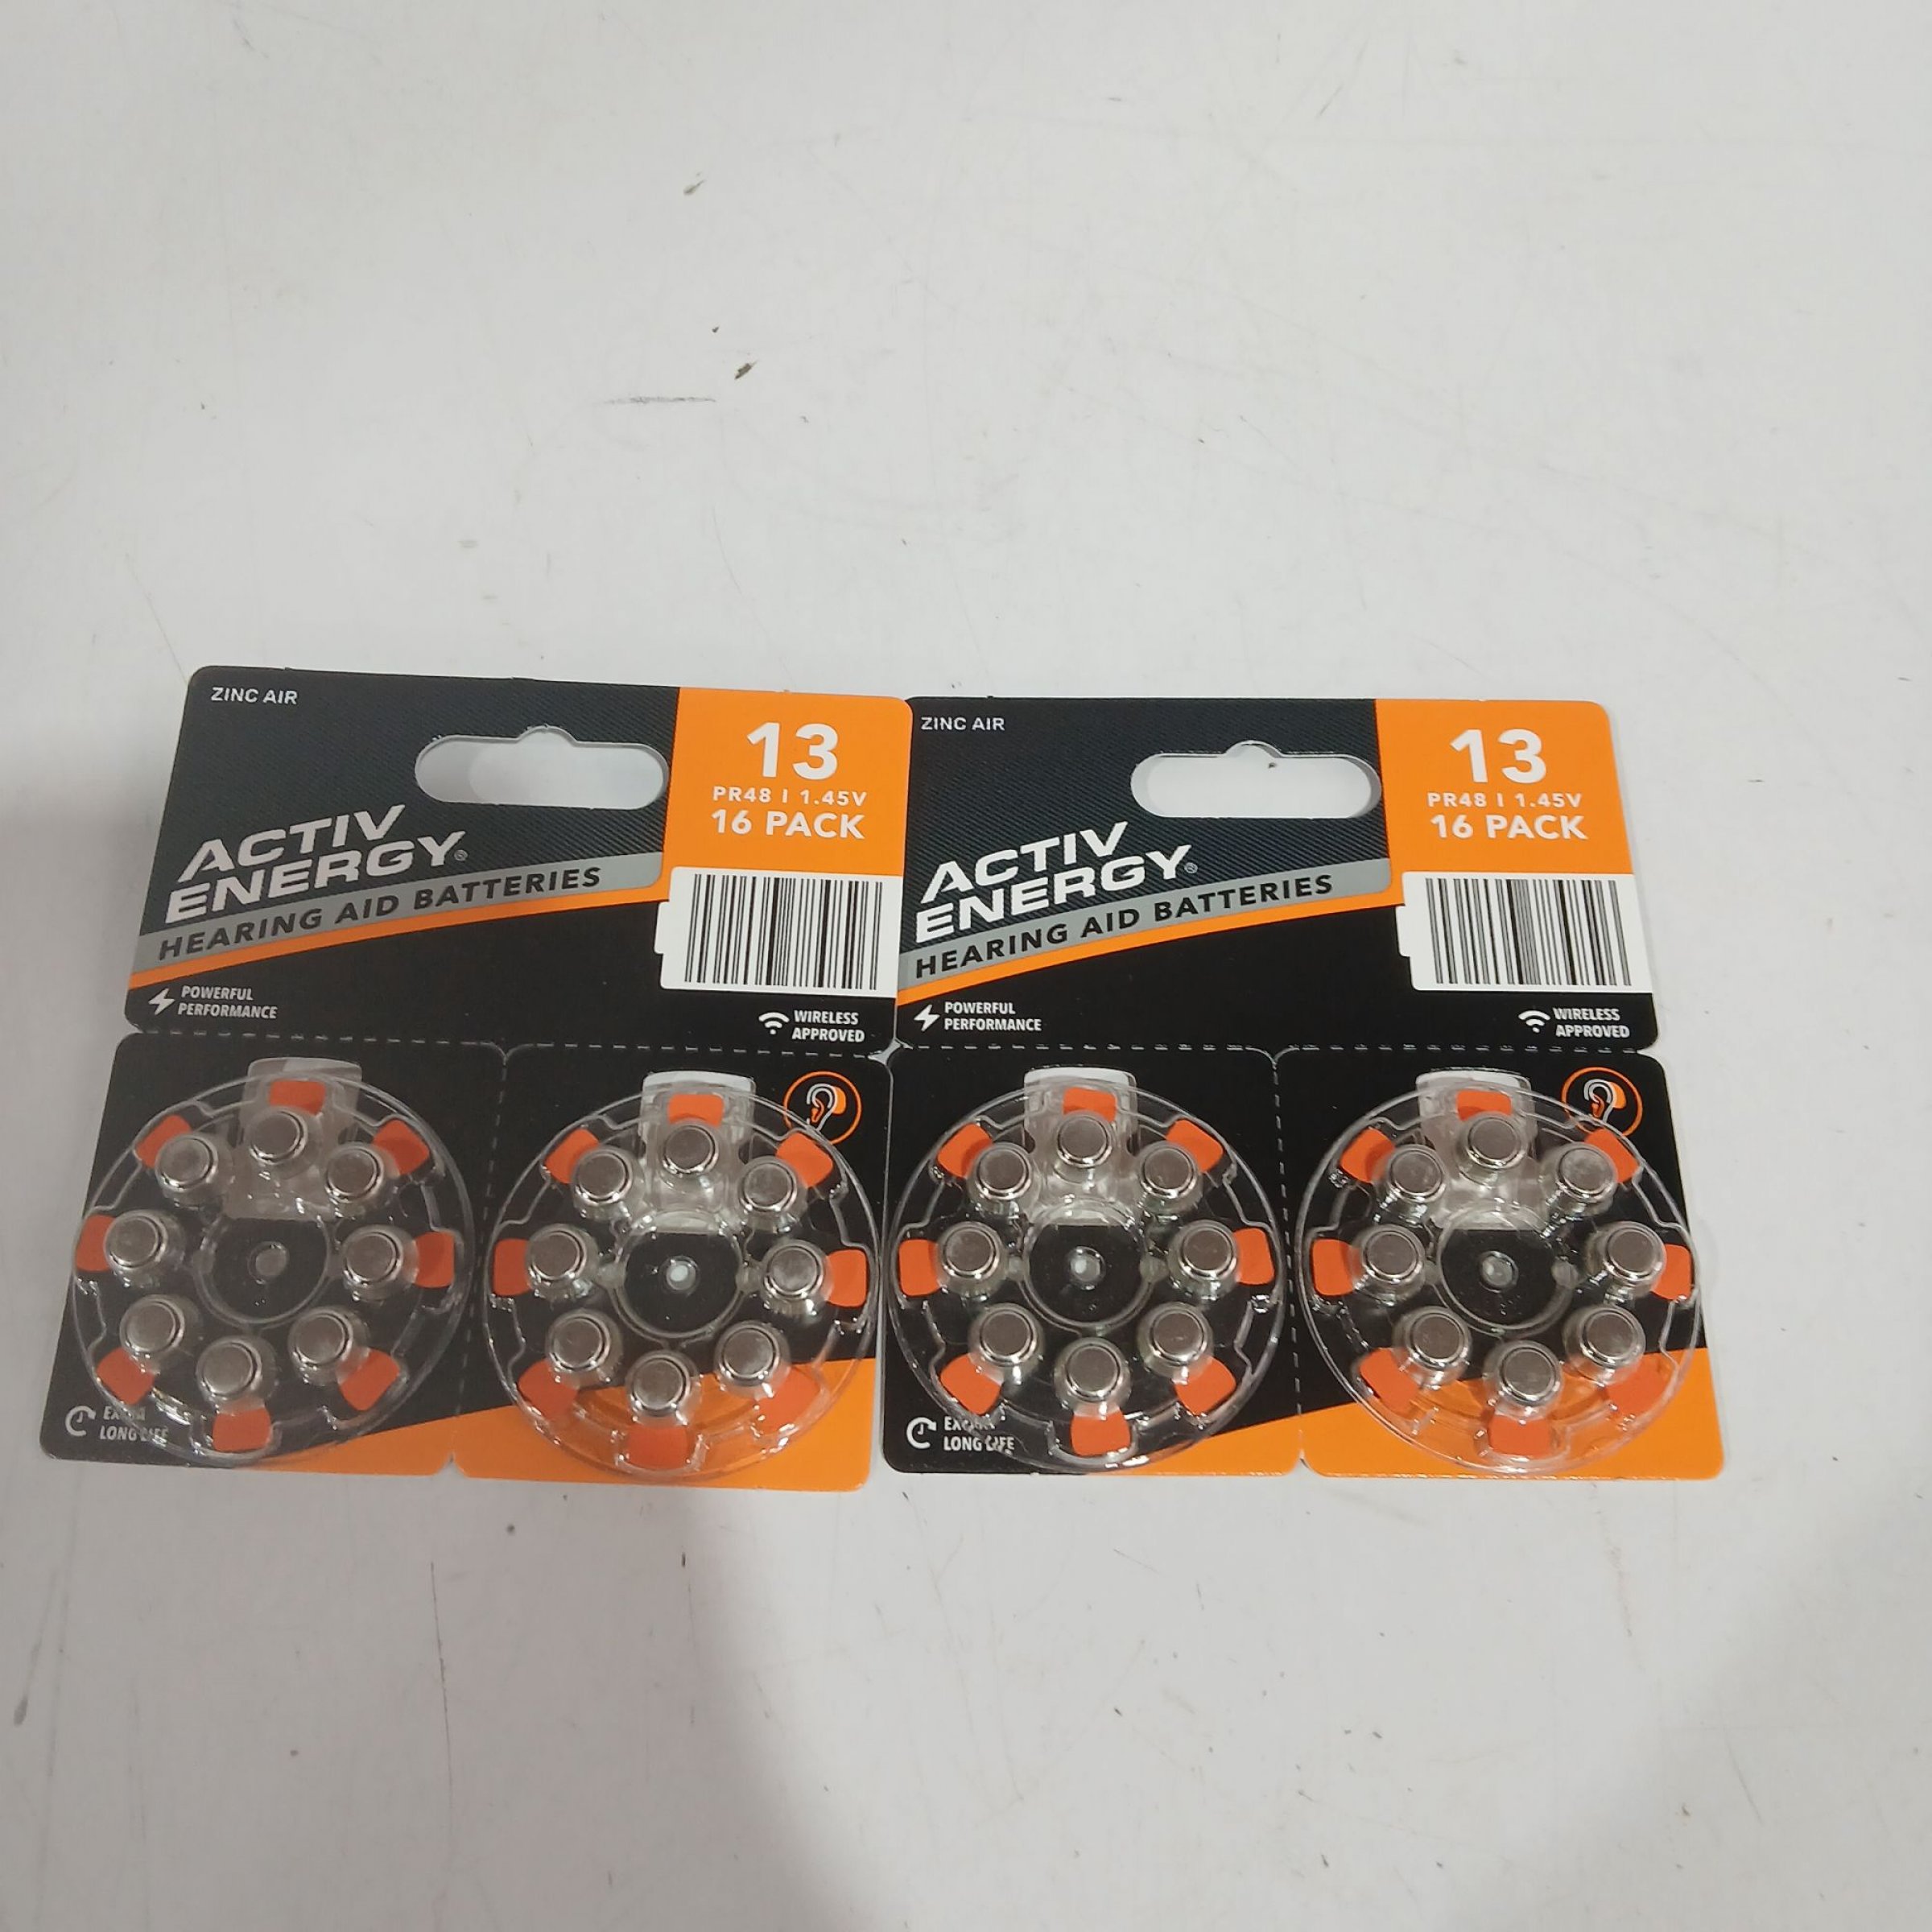 ZINC AIR
13
PR48 | 1.45V
16 PACK
ACTIV
ENERGY®
HEARING AID BATTERIES
POWERFUL
PERFORMANCE
WIRELESS
APPROVED
EXTRA
LONG LIFE
ZINC AIR
13
PR48 | 1.45V
16 PACK
ACTIV
ENERGY®
HEARING AID BATTERIES
POWERFUL
PERFORMANCE
WIRELESS
APPROVED
EXTRA
LONG LIFE